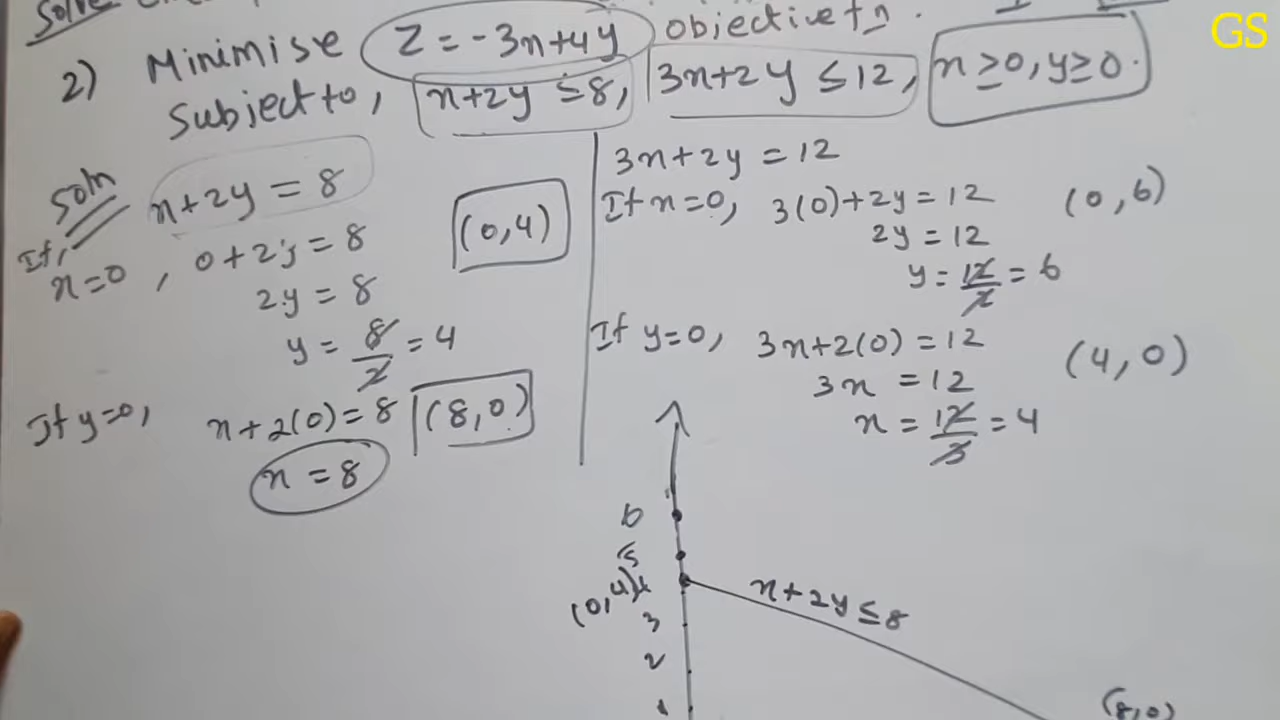 GS
Solve
2) Minimise Z = -3x+4y objective fn.
Subject to, x+2y ≤ 8, 3x+2y ≤ 12, x ≥ 0, y ≥ 0.
Soln
x+2y = 8
If, x=0, 0+2y = 8
(0,4)
2y = 8
y = 8/2 = 4
If y=0, x+2(0) = 8 (8,0)
x = 8
3x+2y = 12
If x=0, 3(0)+2y = 12 (0,6)
2y = 12
y = 12/2 = 6
If y=0, 3x+2(0) = 12
(4,0)
3x = 12
x = 12/3 = 4
6
5
(0,4) 4
x+2y ≤ 8
3
2
1
(8,0)